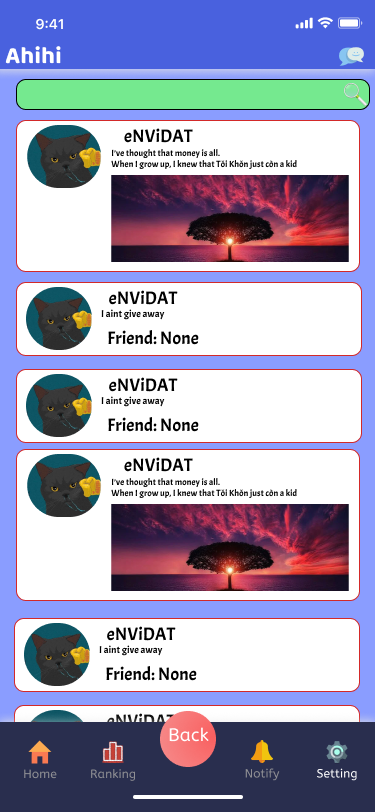 9:41
Ahihi
eNViDAT
I've thought that money is all.
When I grow up, I knew that Tôi Khôn just còn a kid
eNViDAT
I aint give away
Friend: None
eNViDAT
I aint give away
Friend: None
eNViDAT
I've thought that money is all.
When I grow up, I knew that Tôi Khôn just còn a kid
eNViDAT
I aint give away
Friend: None
eNViDAT
Back
Home
Ranking
Notify
Setting